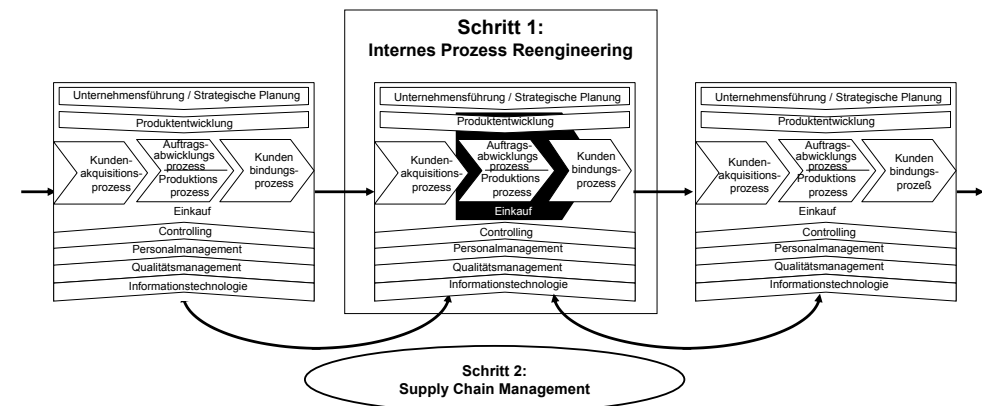 Schritt 1:
Internes Prozess Reengineering
Unternehmensführung / Strategische Planung
Produktentwicklung
Kunden-
akquisitions-
prozess
Auftrags-
abwicklungs
prozess
Produktions
prozess
Kunden
bindungs-
prozess
Einkauf
Controlling
Personalmanagement
Qualitätsmanagement
Informationstechnologie
Unternehmensführung / Strategische Planung
Produktentwicklung
Kunden-
akquisitions-
prozess
Auftrags-
abwicklungs
prozess
Produktions
prozess
Kunden
bindungs-
prozess
Einkauf
Controlling
Personalmanagement
Qualitätsmanagement
Informationstechnologie
Unternehmensführung / Strategische Planung
Produktentwicklung
Kunden-
akquisitions-
prozess
Auftrags-
abwicklungs
prozess
Produktions
prozess
Kunden
bindungs-
prozeß
Einkauf
Controlling
Personalmanagement
Qualitätsmanagement
Informationstechnologie
Schritt 2:
Supply Chain Management